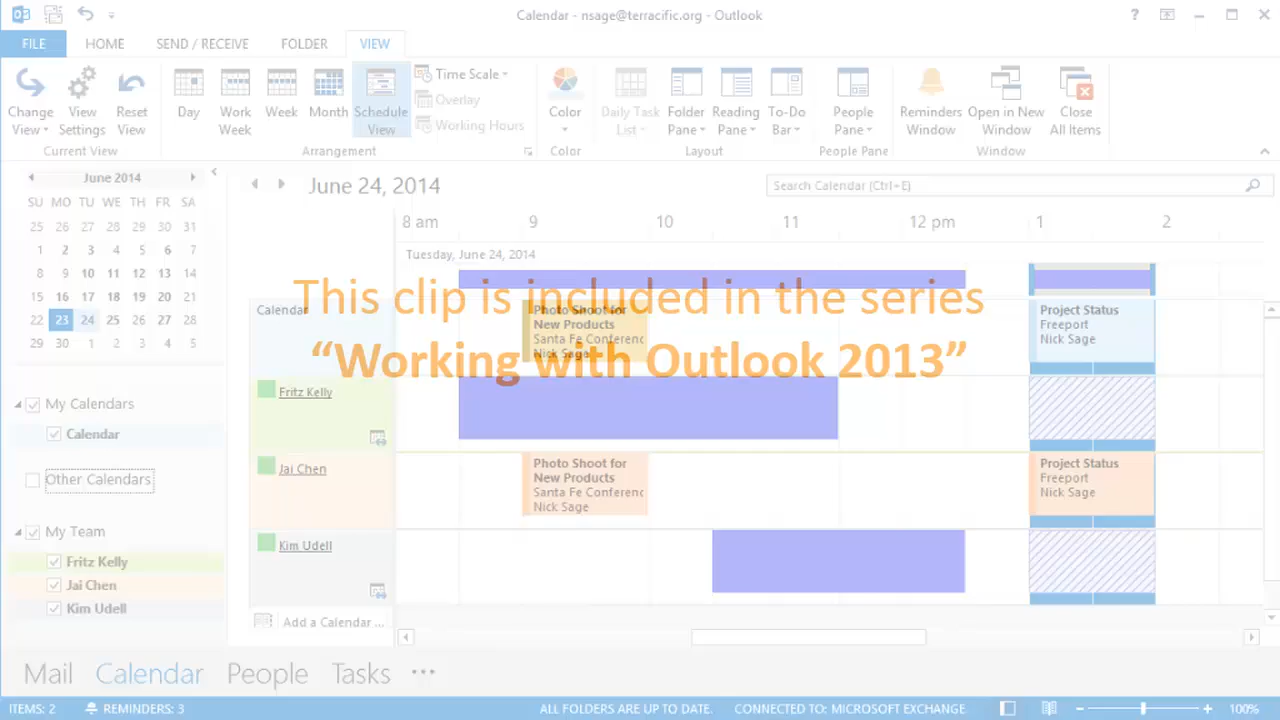 Calendar - nsage@terracific.org - Outlook
FILE HOME SEND / RECEIVE FOLDER VIEW
Change View
View Settings
Reset View
Current View
Day
Work Week
Week
Month
Schedule View
Time Scale
Overlay
Working Hours
Arrangement
Color
Color
Daily Task List
Folder Pane
Reading Pane
To-Do Bar
Layout
People Pane
People Pane
Reminders Window
Open in New Window
Close All Items
Window
June 2014
SU MO TU WE TH FR SA
25 26 27 28 29 30 31
1 2 3 4 5 6 7
8 9 10 11 12 13 14
15 16 17 18 19 20 21
22 23 24 25 26 27 28
29 30 1 2 3 4 5
My Calendars
Calendar
Other Calendars
My Team
Fritz Kelly
Jai Chen
Kim Udell
June 24, 2014
Search Calendar (Ctrl+E)
8 am 9 10 11 12 pm 1 2
Tuesday, June 24, 2014
This clip is included in the series
“Working with Outlook 2013”
Calendar
Photo Shoot for
New Products
Santa Fe Conferenc
Nick Sage
Project Status
Freeport
Nick Sage
Fritz Kelly
Jai Chen
Photo Shoot for
New Products
Santa Fe Conferenc
Nick Sage
Project Status
Freeport
Nick Sage
Kim Udell
Add a Calendar ...
Mail Calendar People Tasks ···
ITEMS: 2 REMINDERS: 3 ALL FOLDERS ARE UP TO DATE. CONNECTED TO: MICROSOFT EXCHANGE 100%